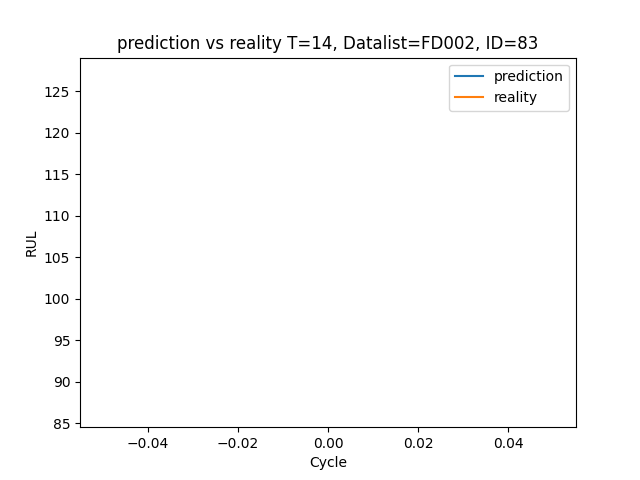 prediction vs reality T=14, Datalist=FD002, ID=83
prediction
reality
125
120
115
110
105
100
95
90
85
RUL
−0.04
−0.02
0.00
0.02
0.04
Cycle